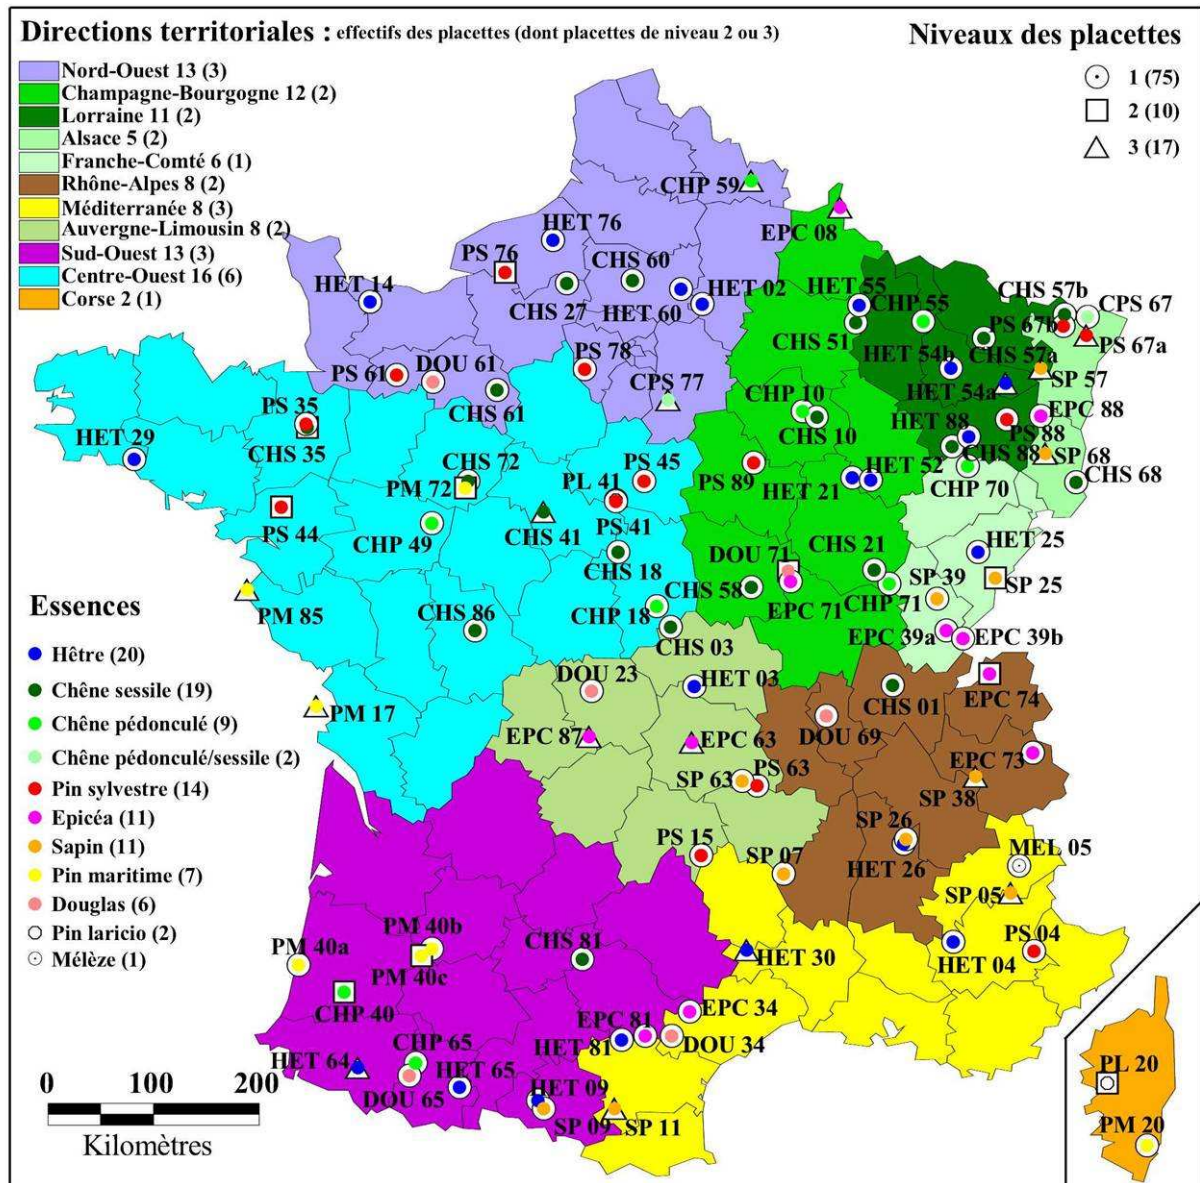 Directions territoriales : effectifs des placettes (dont placettes de niveau 2 ou 3)
Nord-Ouest 13 (3)
Champagne-Bourgogne 12 (2)
Lorraine 11 (2)
Alsace 5 (2)
Franche-Comté 6 (1)
Rhône-Alpes 8 (2)
Méditerranée 8 (3)
Auvergne-Limousin 8 (2)
Sud-Ouest 13 (3)
Centre-Ouest 16 (6)
Corse 2 (1)
Niveaux des placettes
1 (75)
2 (10)
3 (17)
CHP 59
EPC 08
HET 76
PS 76
CHS 60
HET 14
CHS 27
HET 60
HET 02
HET 55
CHP 55
CHS 51
CHS 57b
CPS 67
PS 67b
PS 67a
CHS 57a
HET 54b
HET 54a
SP 57
PS 78
DOU 61
PS 61
CHS 61
CPS 77
CHP 10
CHS 10
EPC 88
HET 88
PS 88
CHS 88
SP 68
CHS 68
PS 35
CHS 35
HET 29
CHS 72
PM 72
PS 45
PL 41
PS 41
PS 89
HET 21
HET 52
CHP 70
PS 44
CHP 49
CHS 41
CHS 18
DOU 71
CHS 21
HET 25
SP 39
SP 25
CHS 58
EPC 71
CHP 71
PM 85
CHS 86
CHP 18
CHS 03
EPC 39a
EPC 39b
DOU 23
HET 03
CHS 01
EPC 74
PM 17
EPC 87
EPC 63
DOU 69
EPC 73
SP 63
PS 63
SP 38
PS 15
SP 07
SP 26
HET 26
MEL 05
SP 05
PM 40b
PM 40a
PM 40c
CHS 81
HET 30
HET 04
PS 04
CHP 40
EPC 34
EPC 81
HET 81
DOU 34
CHP 65
HET 64
HET 65
DOU 65
HET 09
SP 09
SP 11
PL 20
PM 20
Essences
Hêtre (20)
Chêne sessile (19)
Chêne pédonculé (9)
Chêne pédonculé/sessile (2)
Pin sylvestre (14)
Epicéa (11)
Sapin (11)
Pin maritime (7)
Douglas (6)
Pin laricio (2)
Mélèze (1)
0 100 200
Kilomètres